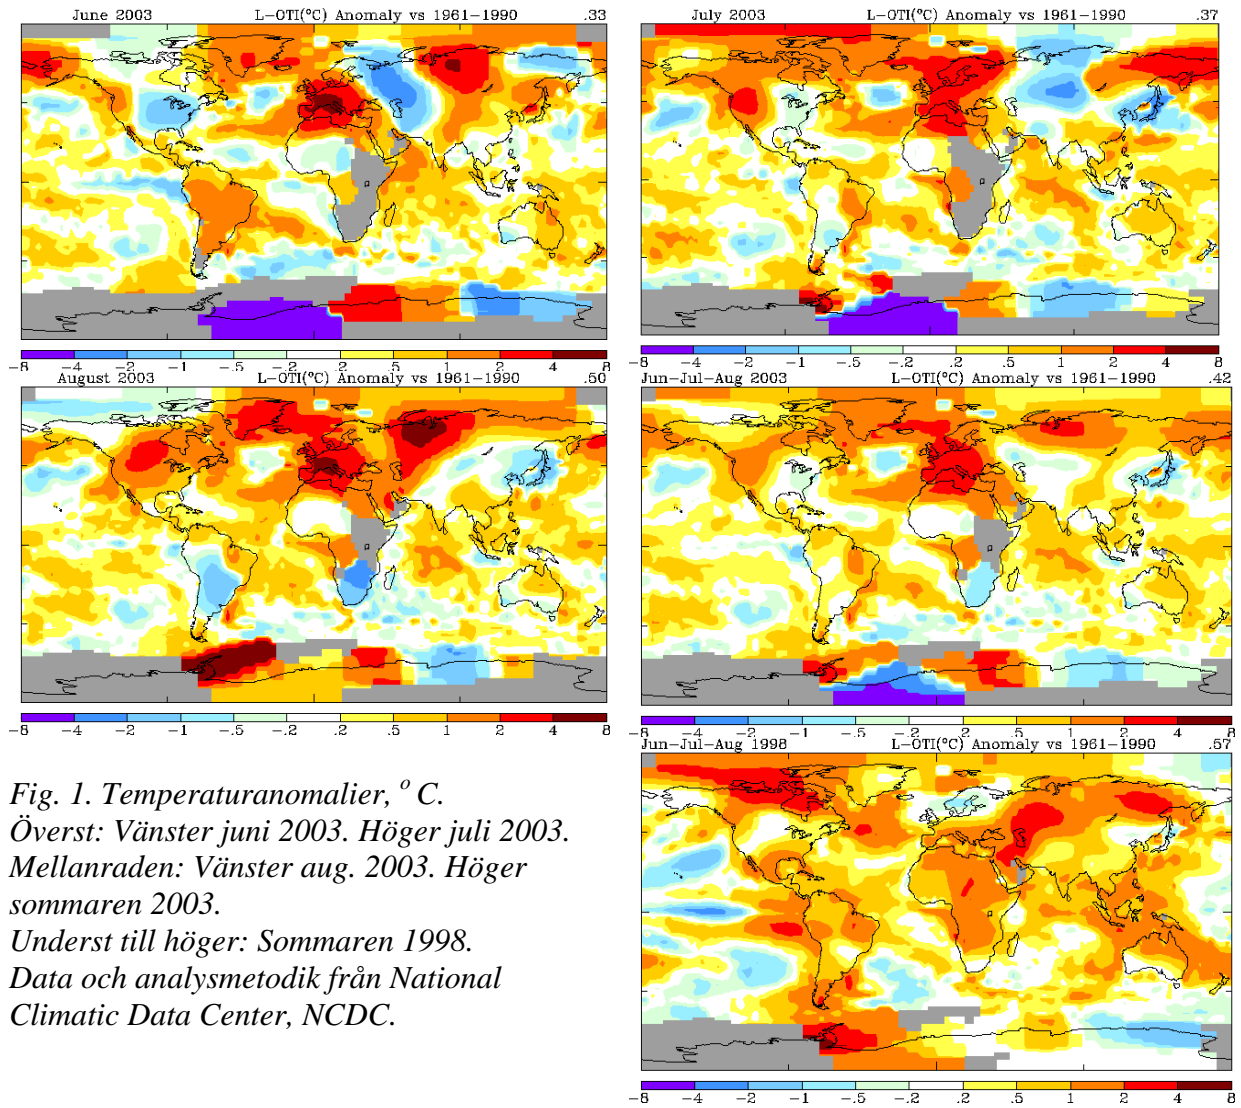 June 2003 L-OTI(°C) Anomaly vs 1961-1990 .33
-8 -4 -2 -1 -.5 -.2 .2 .5 1 2 4 8
July 2003 L-OTI(°C) Anomaly vs 1961-1990 .37
-8 -4 -2 -1 -.5 -.2 .2 .5 1 2 4 8
August 2003 L-OTI(°C) Anomaly vs 1961-1990 .50
-8 -4 -2 -1 -.5 -.2 .2 .5 1 2 4 8
Jun-Jul-Aug 2003 L-OTI(°C) Anomaly vs 1961-1990 .42
-8 -4 -2 -1 -.5 -.2 .2 .5 1 2 4 8
Jun-Jul-Aug 1998 L-OTI(°C) Anomaly vs 1961-1990 .57
-8 -4 -2 -1 -.5 -.2 .2 .5 1 2 4 8
Fig. 1. Temperaturanomalier, ° C.
Överst: Vänster juni 2003. Höger juli 2003.
Mellanraden: Vänster aug. 2003. Höger
sommaren 2003.
Underst till höger: Sommaren 1998.
Data och analysmetodik från National
Climatic Data Center, NCDC.